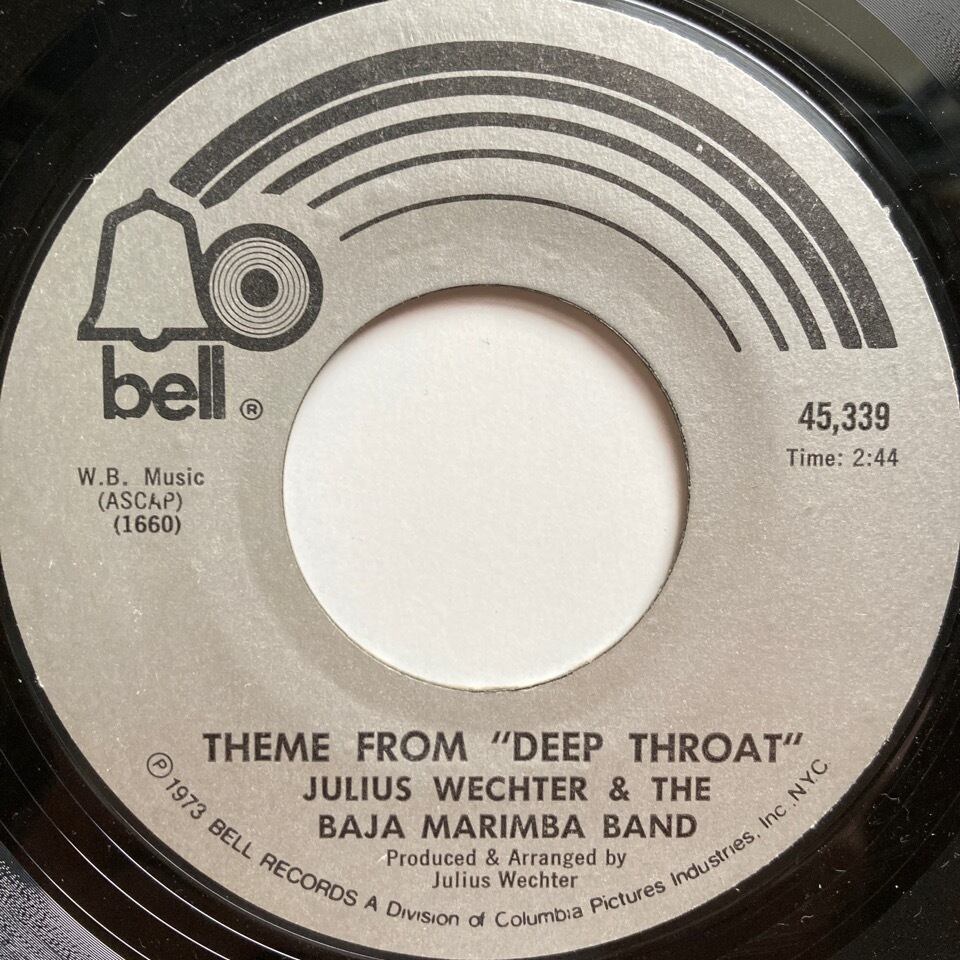 bell ®
45,339
Time: 2:44
W.B. Music
(ASCAP)
(1660)
THEME FROM "DEEP THROAT"
JULIUS WECHTER & THE
BAJA MARIMBA BAND
Produced & Arranged by
Julius Wechter
℗ 1973 BELL RECORDS A Division of Columbia Pictures Industries, Inc., N.Y.C.